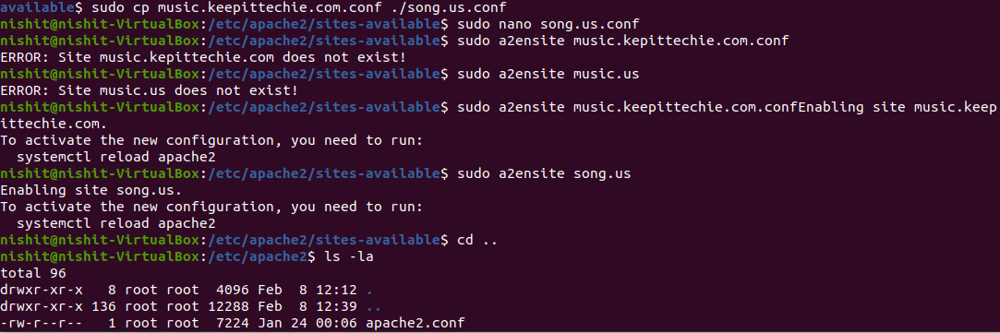 available$ sudo cp music.keepittechie.com.conf ./song.us.conf
nishit@nishit-VirtualBox:/etc/apache2/sites-available$ sudo nano song.us.conf
nishit@nishit-VirtualBox:/etc/apache2/sites-available$ sudo a2ensite music.kepittechie.com.conf
ERROR: Site music.kepittechie.com does not exist!
nishit@nishit-VirtualBox:/etc/apache2/sites-available$ sudo a2ensite music.us
ERROR: Site music.us does not exist!
nishit@nishit-VirtualBox:/etc/apache2/sites-available$ sudo a2ensite music.keepittechie.com.confEnabling site music.keep
ittechie.com.
To activate the new configuration, you need to run:
  systemctl reload apache2
nishit@nishit-VirtualBox:/etc/apache2/sites-available$ sudo a2ensite song.us
Enabling site song.us.
To activate the new configuration, you need to run:
  systemctl reload apache2
nishit@nishit-VirtualBox:/etc/apache2/sites-available$ cd ..
nishit@nishit-VirtualBox:/etc/apache2$ ls -la
total 96
drwxr-xr-x   8 root root  4096 Feb  8 12:12 .
drwxr-xr-x 136 root root 12288 Feb  8 12:39 ..
-rw-r--r--   1 root root  7224 Jan 24 00:06 apache2.conf